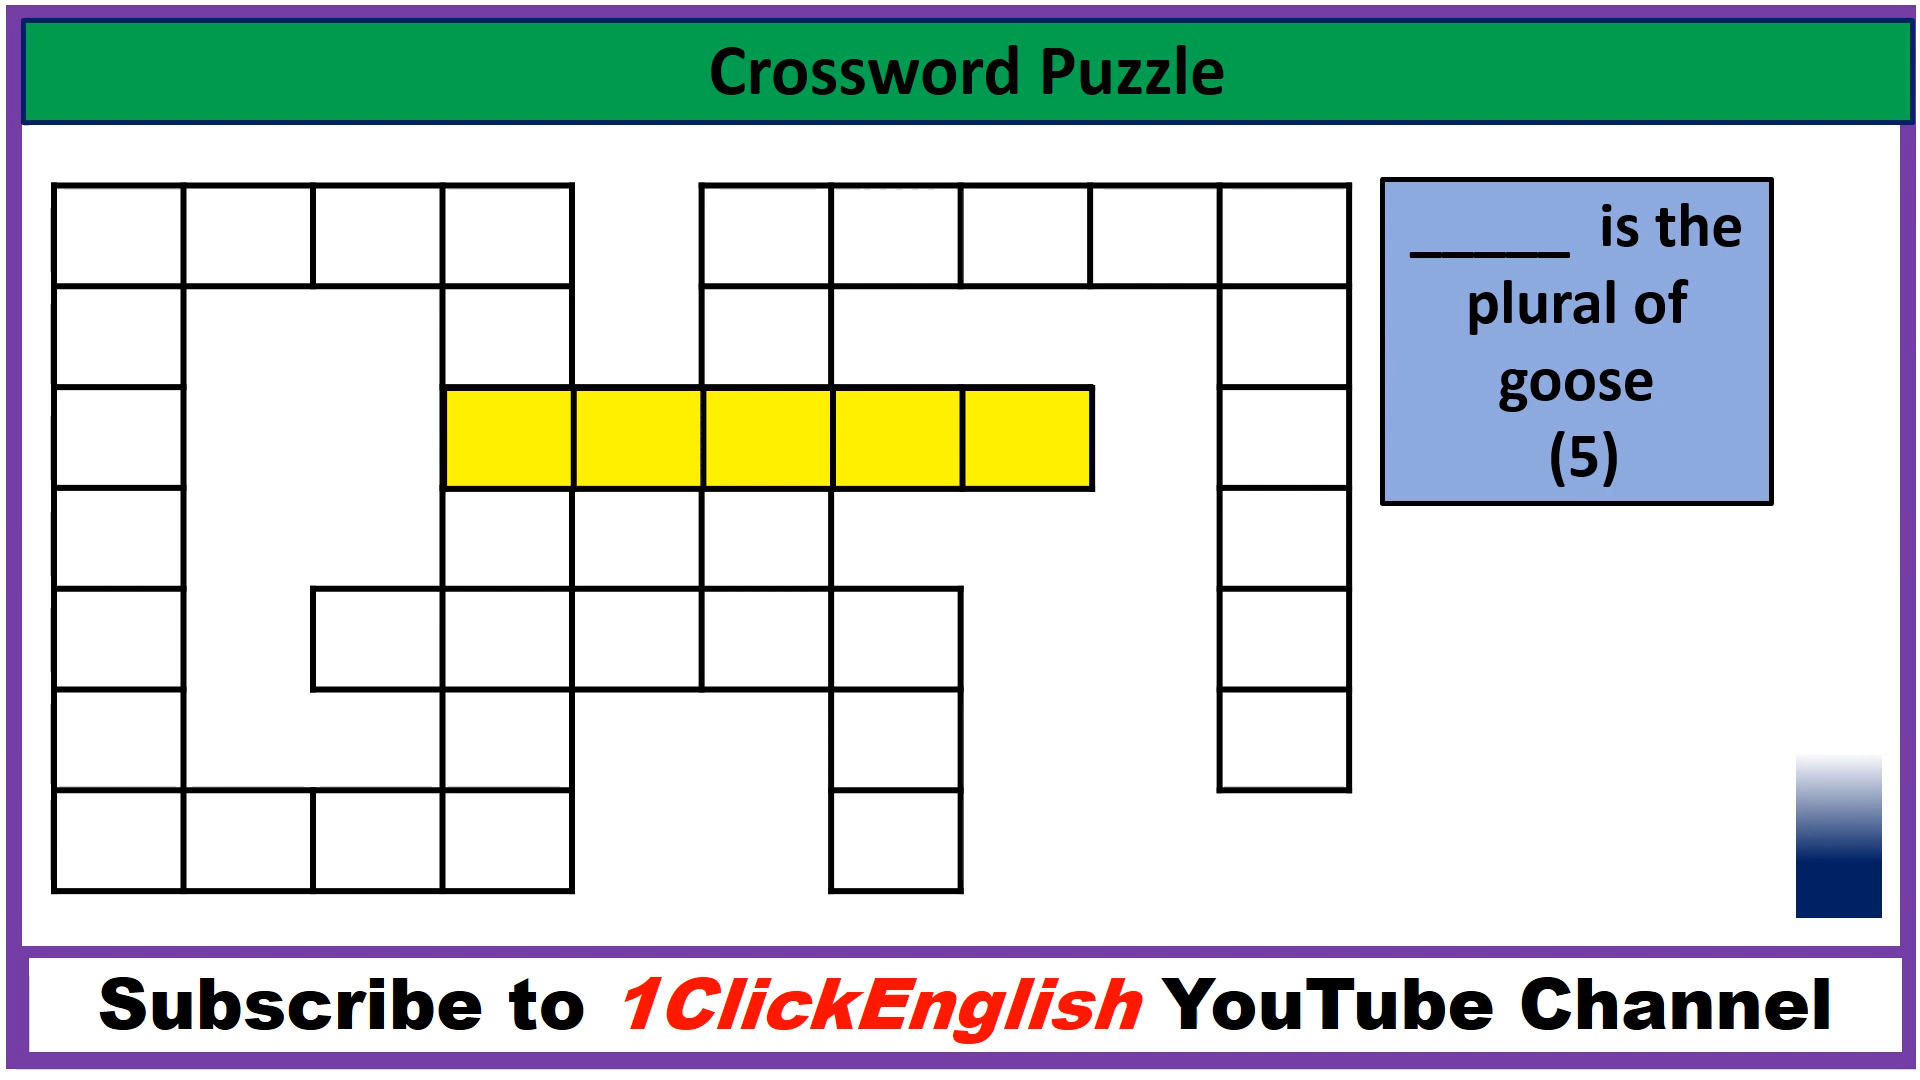 Crossword Puzzle
_____ is the
plural of
goose
(5)
Subscribe to 1ClickEnglish YouTube Channel